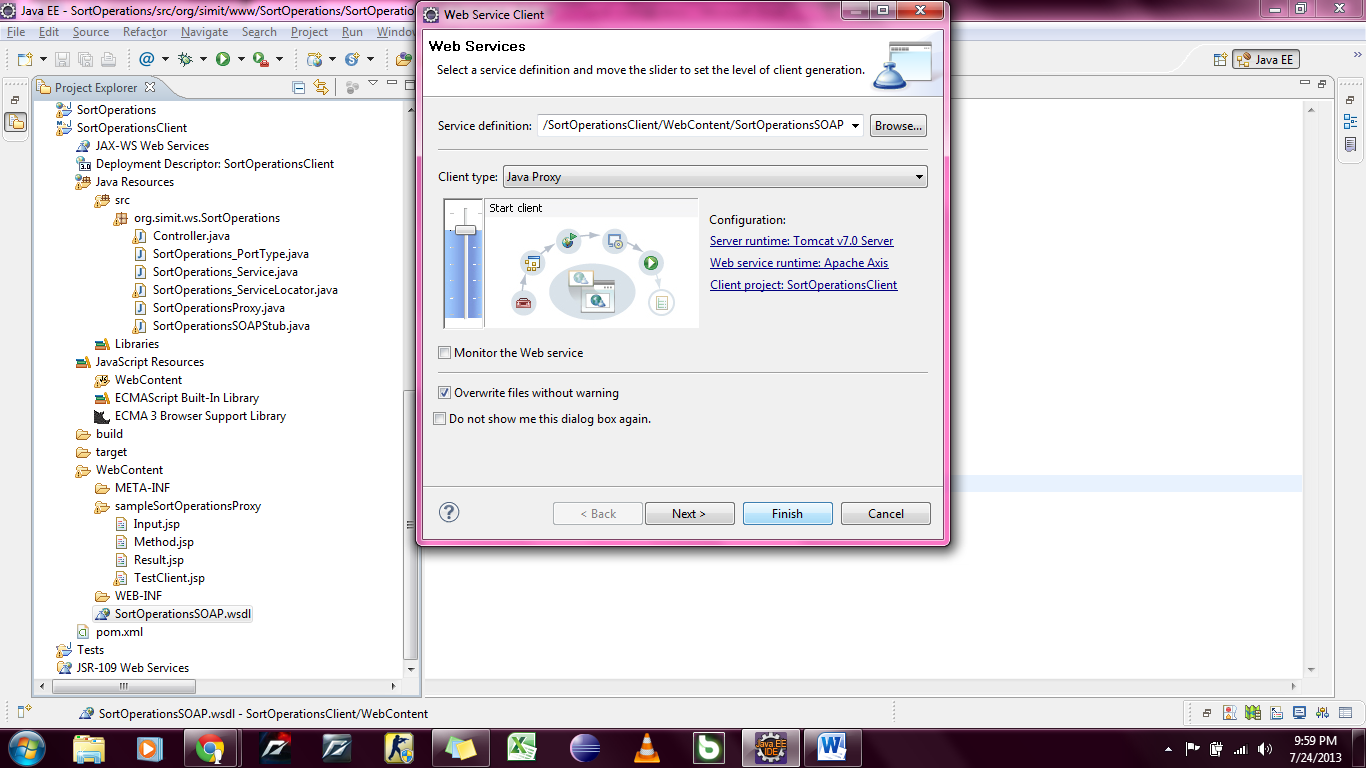 Java EE - SortOperations/src/org/simit/www/SortOperations/SortOperatio
File Edit Source Refactor Navigate Search Project Run Window
Java EE
Project Explorer
SortOperations
SortOperationsClient
JAX-WS Web Services
3.0 Deployment Descriptor: SortOperationsClient
Java Resources
src
org.simit.ws.SortOperations
Controller.java
SortOperations_PortType.java
SortOperations_Service.java
SortOperations_ServiceLocator.java
SortOperationsProxy.java
SortOperationsSOAPStub.java
Libraries
JavaScript Resources
WebContent
ECMAScript Built-In Library
ECMA 3 Browser Support Library
build
target
WebContent
META-INF
sampleSortOperationsProxy
Input.jsp
Method.jsp
Result.jsp
TestClient.jsp
WEB-INF
SortOperationsSOAP.wsdl
pom.xml
Tests
JSR-109 Web Services
Web Service Client
Web Services
Select a service definition and move the slider to set the level of client generation.
Service definition: /SortOperationsClient/WebContent/SortOperationsSOAP Browse...
Client type: Java Proxy
Start client
Configuration:
Server runtime: Tomcat v7.0 Server
Web service runtime: Apache Axis
Client project: SortOperationsClient
Monitor the Web service
Overwrite files without warning
Do not show me this dialog box again.
? < Back Next > Finish Cancel
SortOperationsSOAP.wsdl - SortOperationsClient/WebContent
Java EE
IDE
9:59 PM
7/24/2013